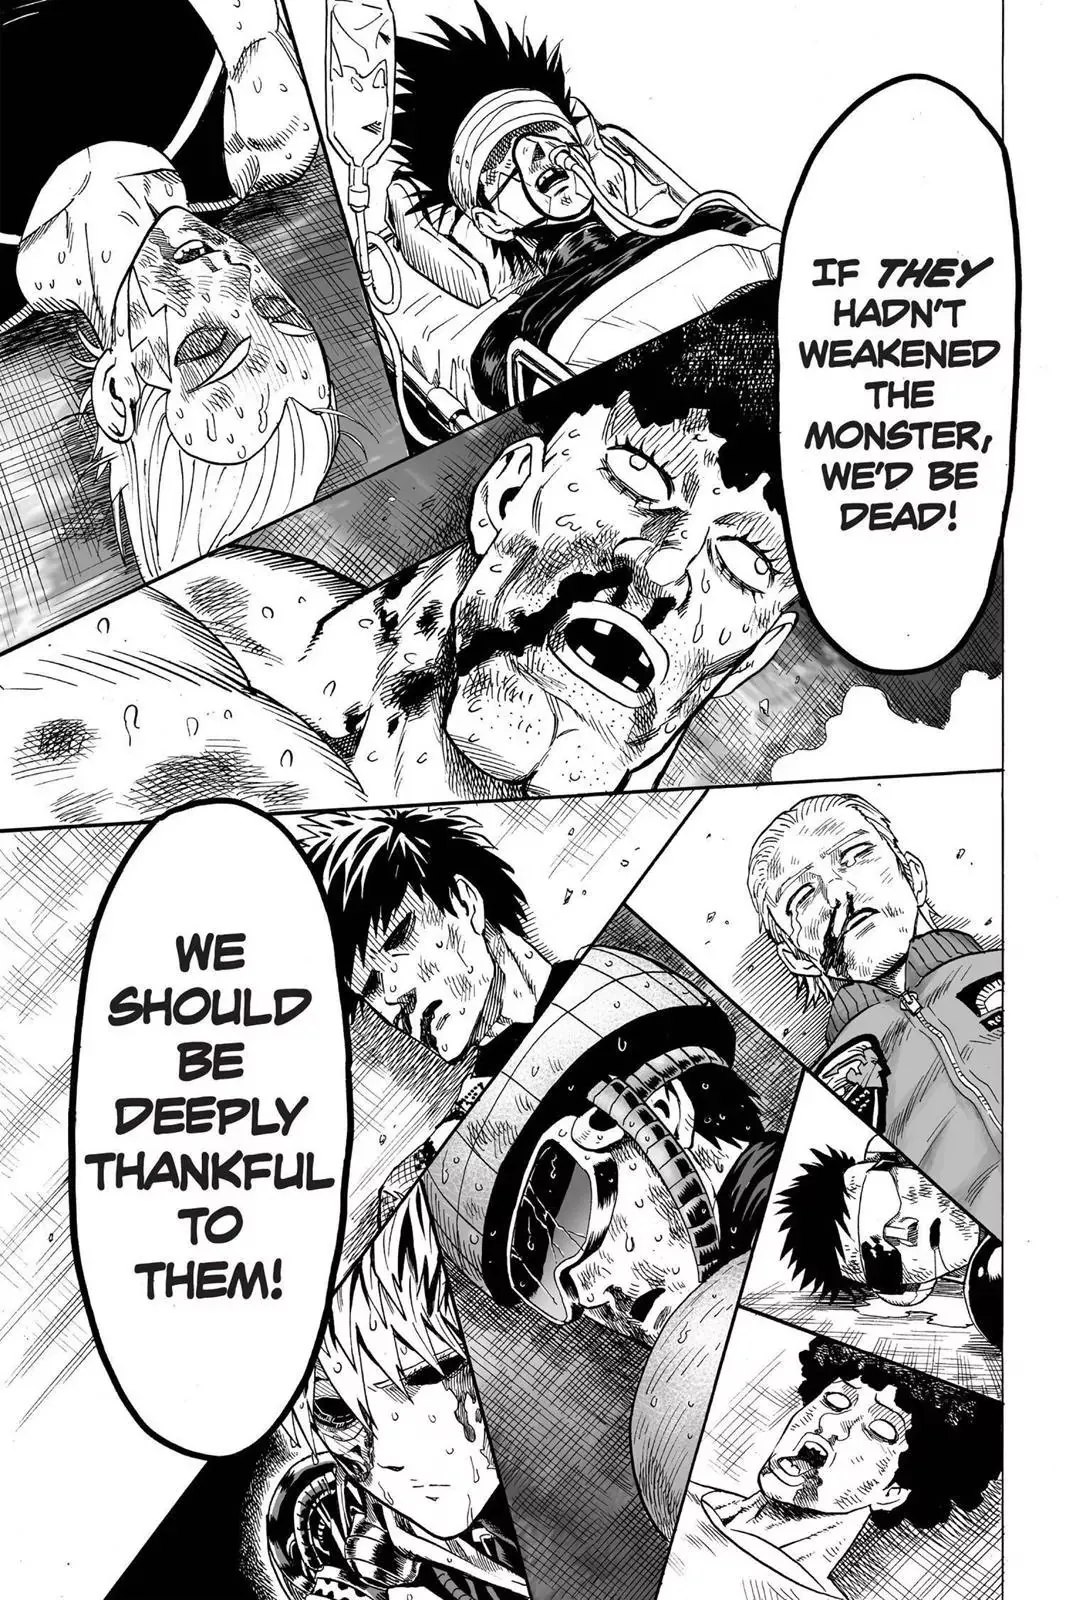 IF THEY
HADN'T
WEAKENED
THE
MONSTER,
WE'D BE
DEAD!
WE
SHOULD
BE
DEEPLY
THANKFUL
TO
THEM!